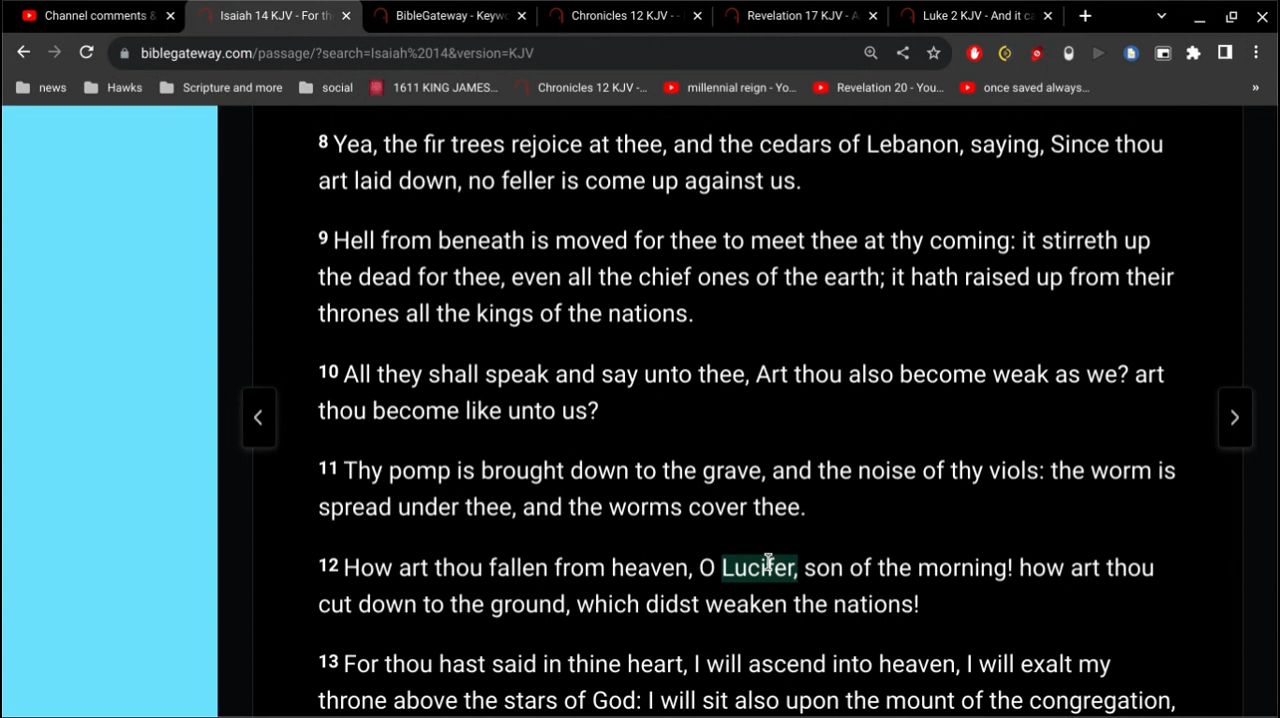 Channel comments &
Isaiah 14 KJV - For th
BibleGateway - Keyw
Chronicles 12 KJV - -
Revelation 17 KJV - A
Luke 2 KJV - And it ca
biblegateway.com/passage/?search=Isaiah%2014&version=KJV
news
Hawks
Scripture and more
social
1611 KING JAMES...
Chronicles 12 KJV -...
millennial reign - Yo...
Revelation 20 - You...
once saved always...
8 Yea, the fir trees rejoice at thee, and the cedars of Lebanon, saying, Since thou
art laid down, no feller is come up against us.
9 Hell from beneath is moved for thee to meet thee at thy coming: it stirreth up
the dead for thee, even all the chief ones of the earth; it hath raised up from their
thrones all the kings of the nations.
10 All they shall speak and say unto thee, Art thou also become weak as we? art
thou become like unto us?
11 Thy pomp is brought down to the grave, and the noise of thy viols: the worm is
spread under thee, and the worms cover thee.
12 How art thou fallen from heaven, O Lucifer, son of the morning! how art thou
cut down to the ground, which didst weaken the nations!
13 For thou hast said in thine heart, I will ascend into heaven, I will exalt my
throne above the stars of God: I will sit also upon the mount of the congregation,